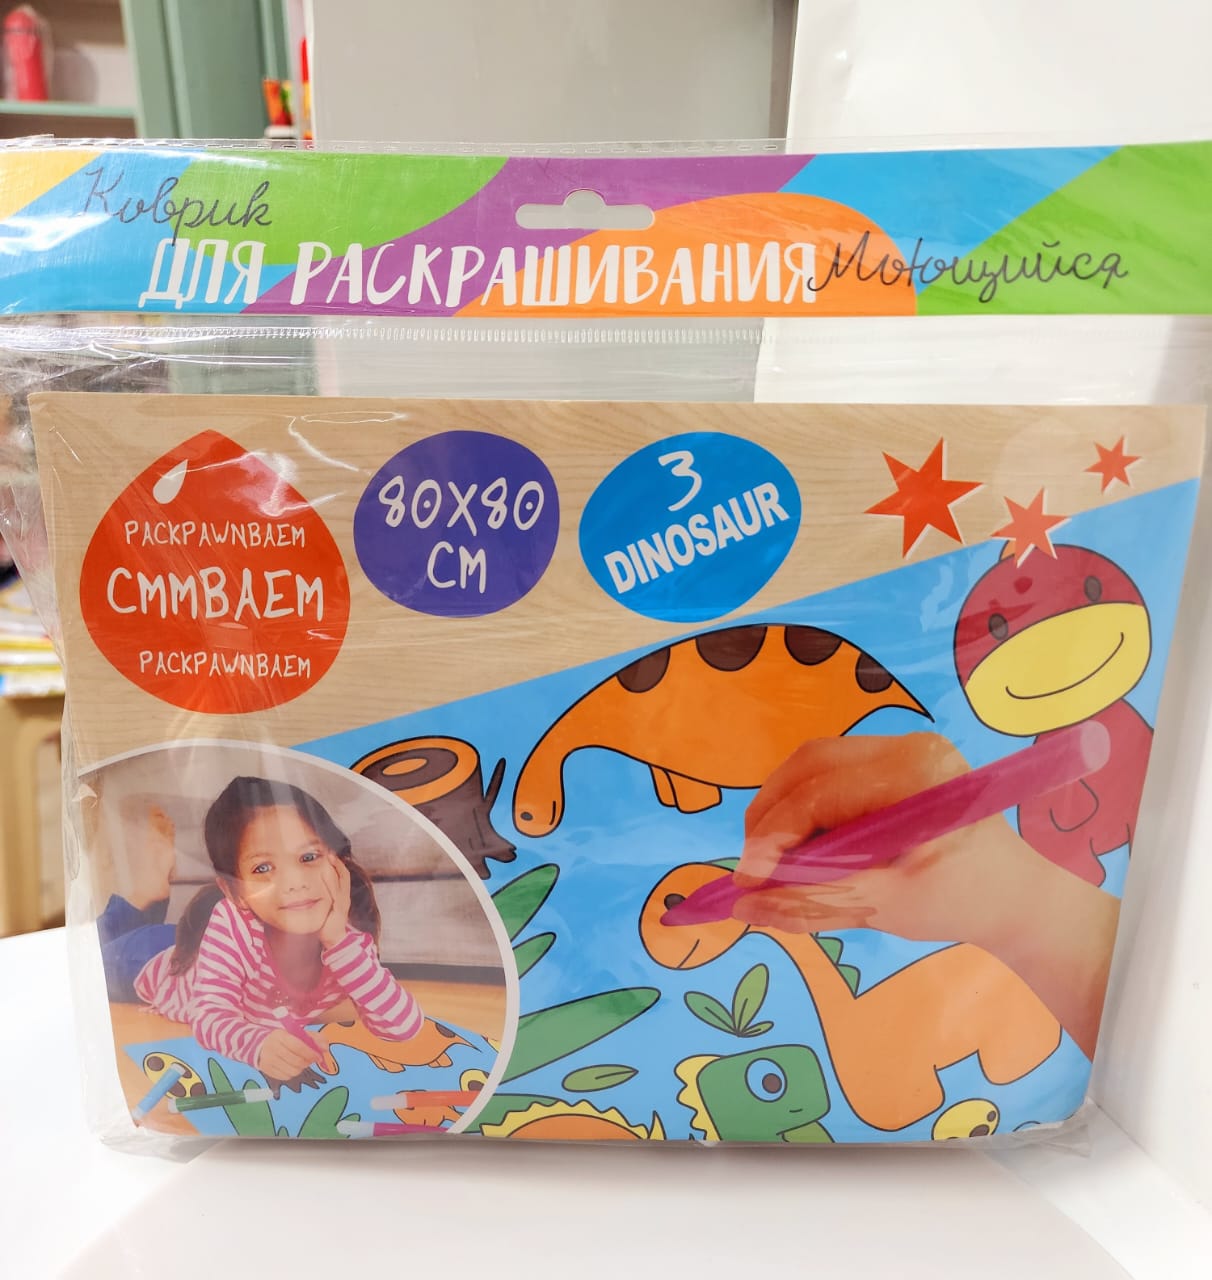 Коврик
ДЛЯ РАСКРАШИВАНИЯ
Моющийся
PACKPAWNBAEM
CMMBAEM
PACKPAWNBAEM
80X80
CM
3
DINOSAUR